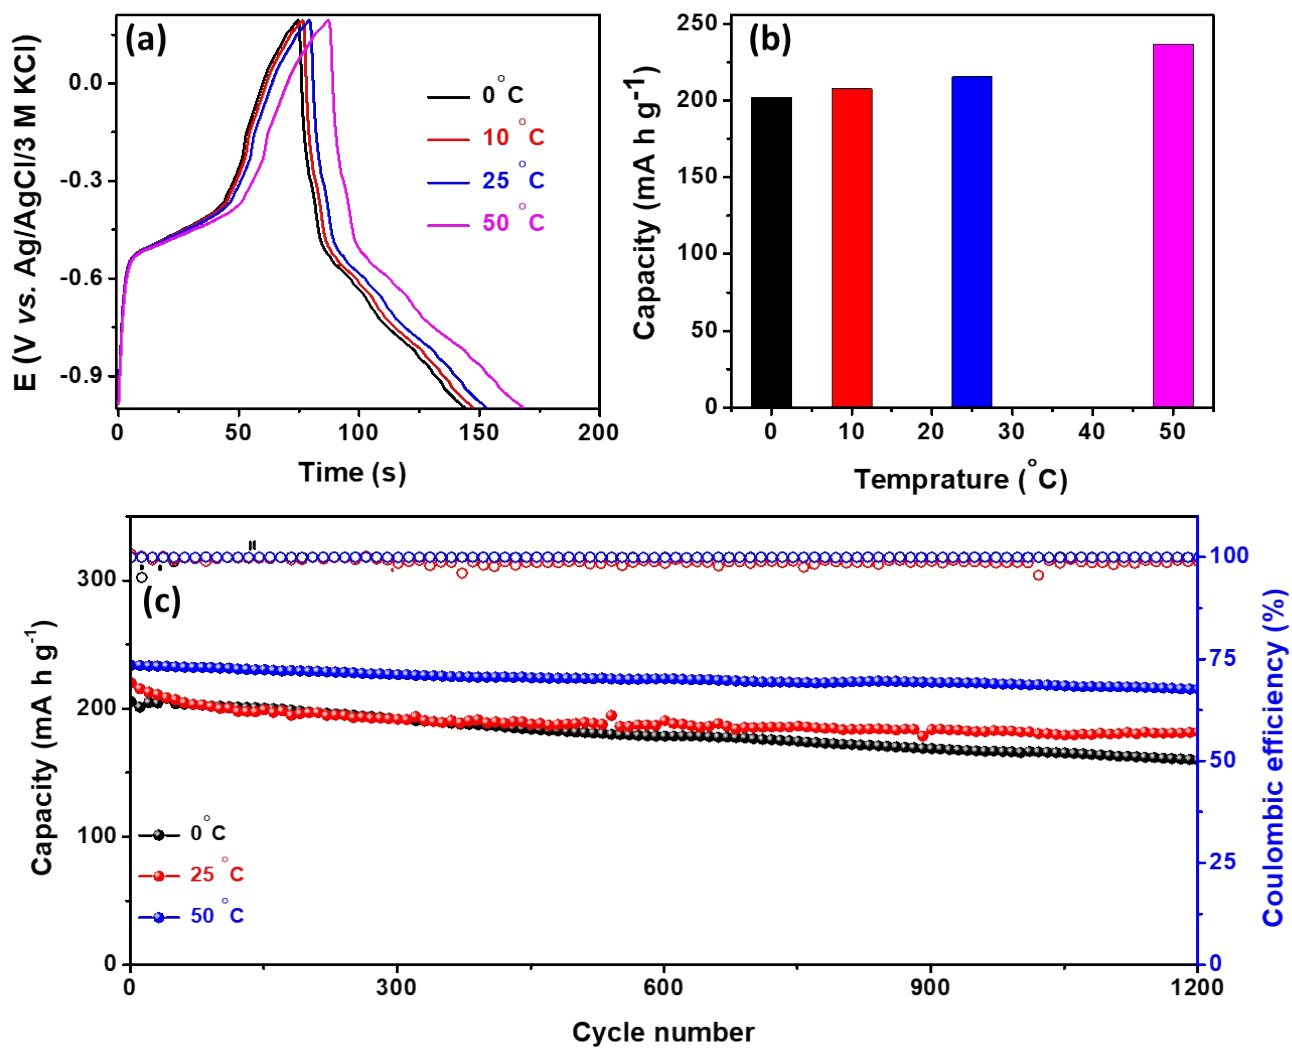 (a)
E (V vs. Ag/AgCl/3 M KCl)
0.0
-0.3
-0.6
-0.9
0 °C
10 °C
25 °C
50 °C
0 50 100 150 200
Time (s)
(b)
Capacity (mA h g-1)
250
200
150
100
50
0
0 10 20 30 40 50
Temprature (°C)
(c)
Capacity (mA h g-1)
300
200
100
0
0 °C
25 °C
50 °C
100
75
50
25
0
Coulombic efficiency (%)
0 300 600 900 1200
Cycle number